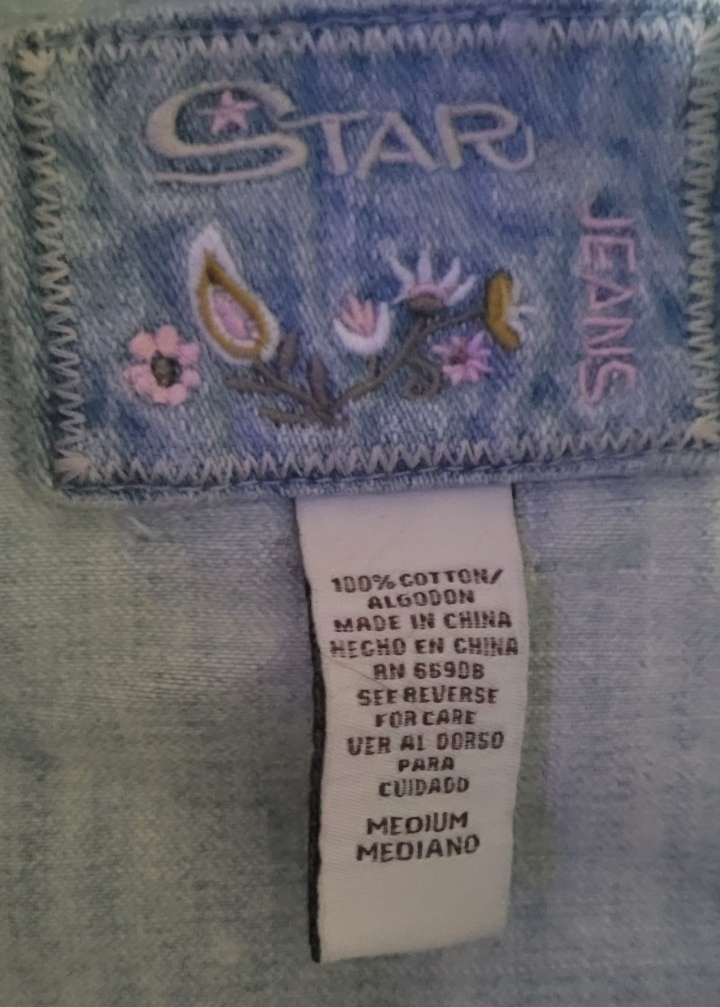 STAR
JEANS
100% COTTON/
ALGODON
MADE IN CHINA
HECHO EN CHINA
RN 66908
SEE REVERSE
FOR CARE
VER AL DORSO
PARA
CUIDADO
MEDIUM
MEDIANO